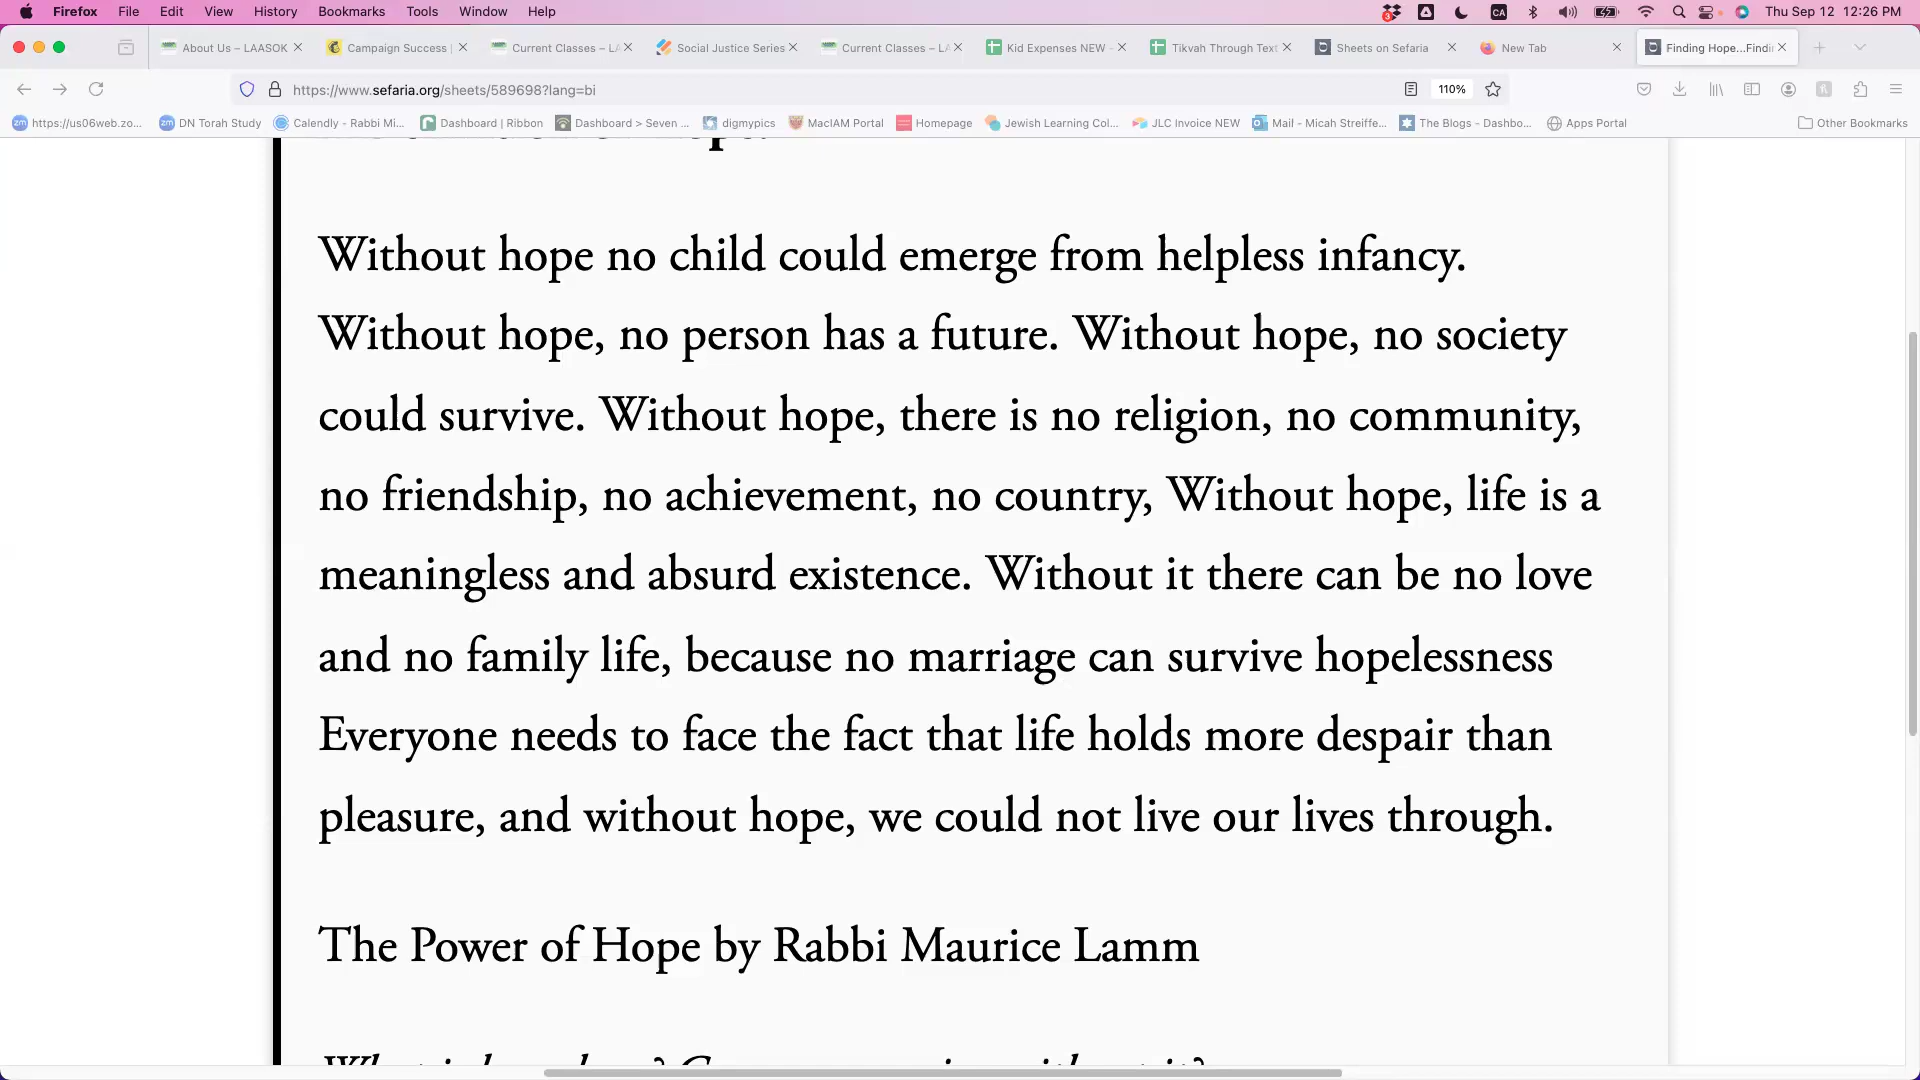 Firefox File Edit View History Bookmarks Tools Window Help Thu Sep 12 12:26 PM
About Us – LAASOK Campaign Success Current Classes – LA Social Justice Series Current Classes – LA Kid Expenses NEW - Tikvah Through Text Sheets on Sefaria New Tab Finding Hope...Findi
https://www.sefaria.org/sheets/589698?lang=bi 110%
https://us06web.zo... DN Torah Study Calendly - Rabbi Mi... Dashboard | Ribbon Dashboard > Seven ... digmypics MacIAM Portal Homepage Jewish Learning Col... JLC Invoice NEW Mail - Micah Streiffe... The Blogs - Dashbo... Apps Portal Other Bookmarks
Without hope no child could emerge from helpless infancy.
Without hope, no person has a future. Without hope, no society
could survive. Without hope, there is no religion, no community,
no friendship, no achievement, no country, Without hope, life is a
meaningless and absurd existence. Without it there can be no love
and no family life, because no marriage can survive hopelessness
Everyone needs to face the fact that life holds more despair than
pleasure, and without hope, we could not live our lives through.
The Power of Hope by Rabbi Maurice Lamm